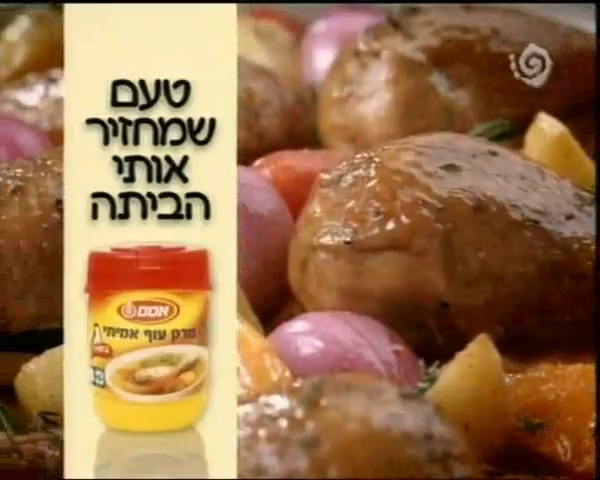 טעם
שמחזיר
אותי
הביתה
אסם
מרק עוף אמיתי